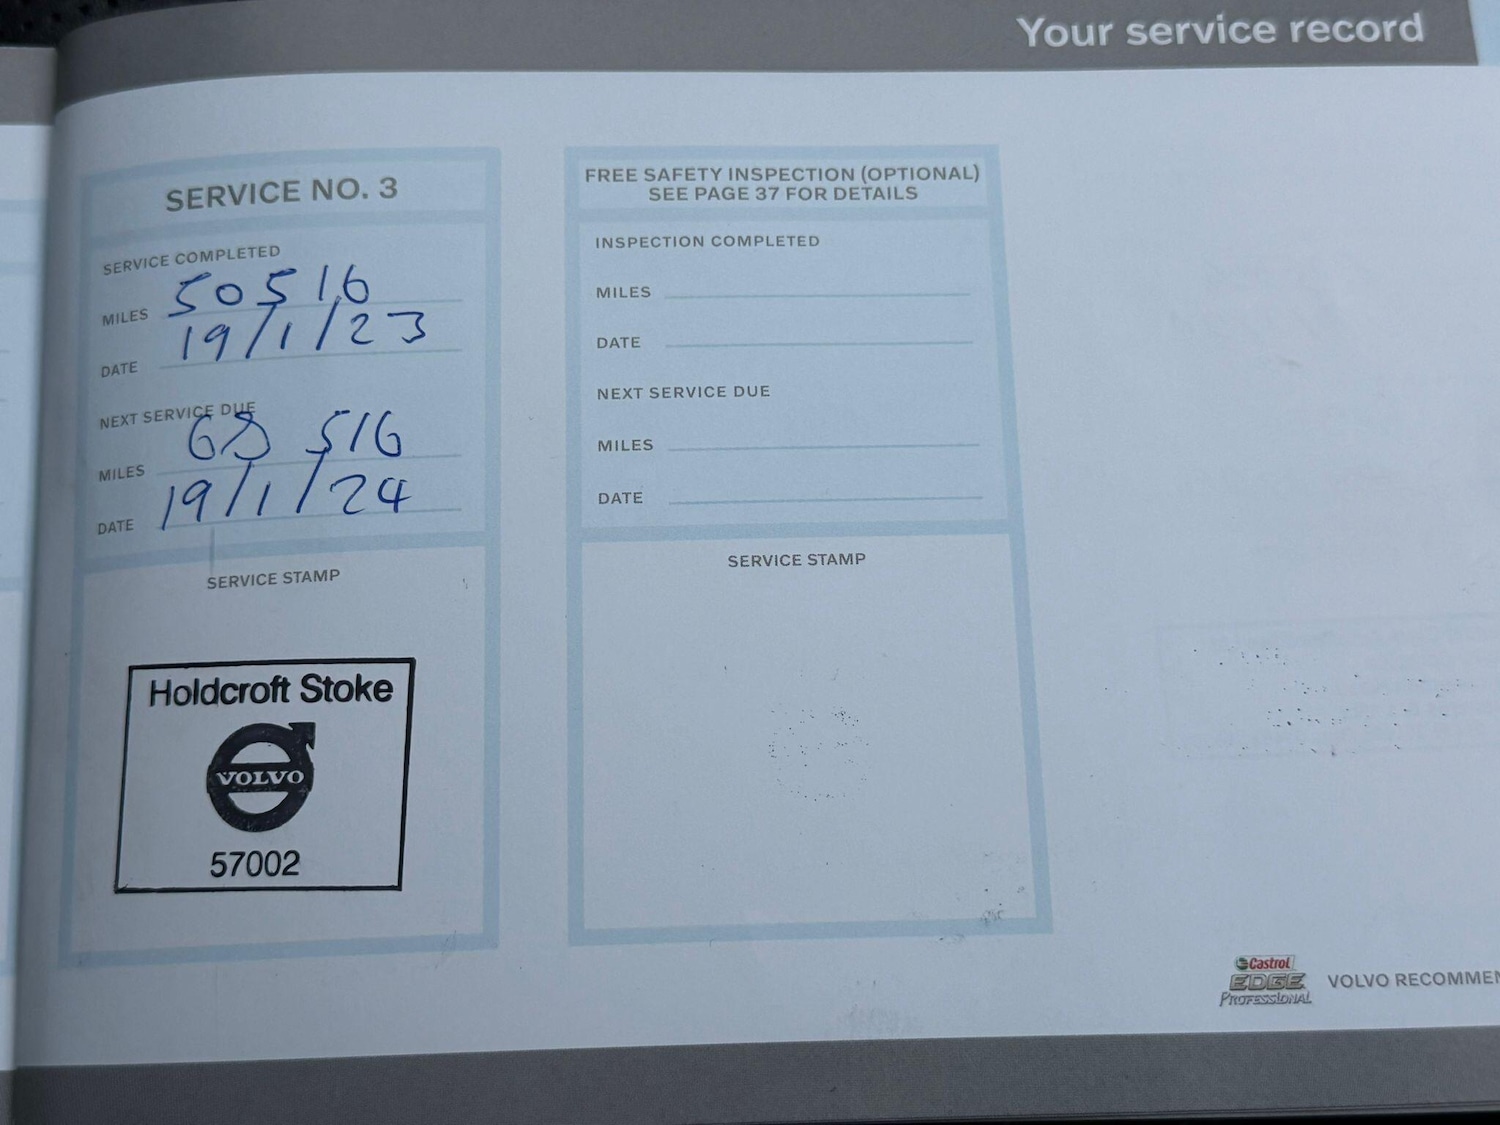 Your service record
SERVICE NO. 3
SERVICE COMPLETED
MILES 50516
DATE 19/1/23
NEXT SERVICE DUE
MILES 68 516
DATE 19/1/24
SERVICE STAMP
Holdcroft Stoke
VOLVO
57002
FREE SAFETY INSPECTION (OPTIONAL)
SEE PAGE 37 FOR DETAILS
INSPECTION COMPLETED
MILES
DATE
NEXT SERVICE DUE
MILES
DATE
SERVICE STAMP
Castrol
EDGE
PROFESSIONAL
VOLVO RECOMMEN